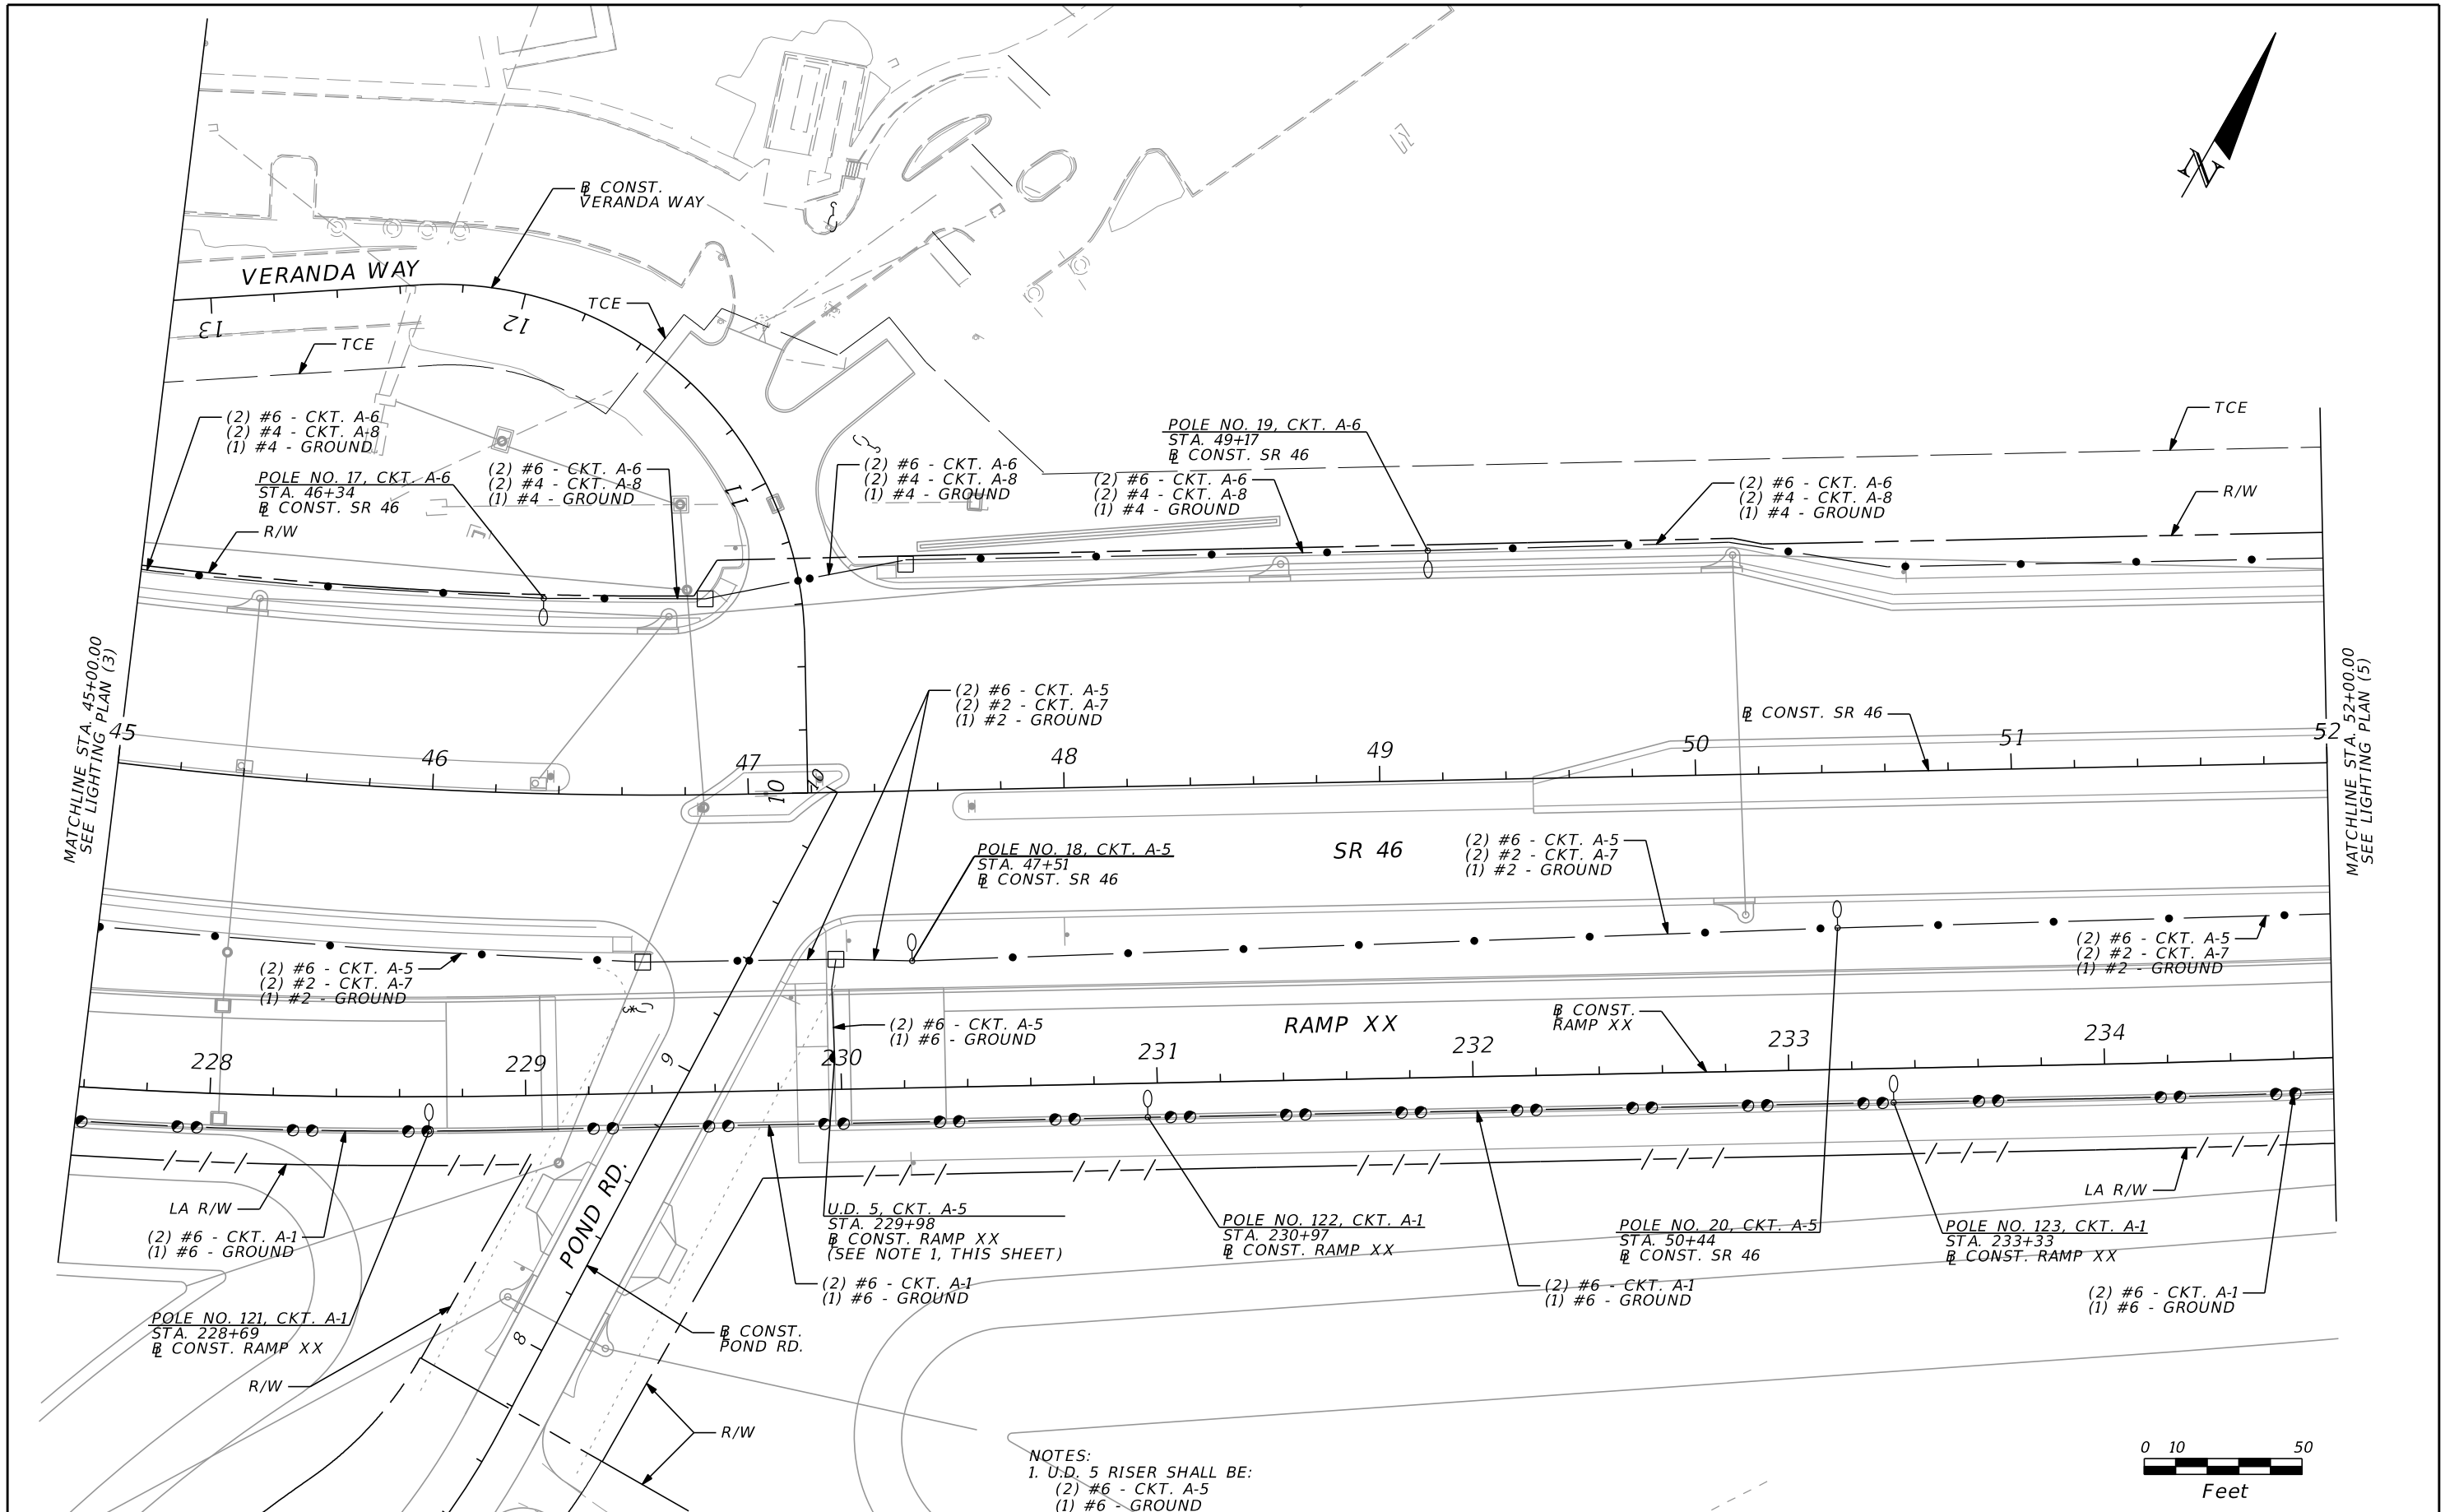 N
℄ CONST.
VERANDA WAY
VERANDA WAY
13
12
TCE
TCE
TCE
(2) #6 - CKT. A-6
(2) #4 - CKT. A-8
(1) #4 - GROUND
POLE NO. 17, CKT. A-6
STA. 46+34
℄ CONST. SR 46
R/W
(2) #6 - CKT. A-6
(2) #4 - CKT. A-8
(1) #4 - GROUND
11
(2) #6 - CKT. A-6
(2) #4 - CKT. A-8
(1) #4 - GROUND
POLE NO. 19, CKT. A-6
STA. 49+17
℄ CONST. SR 46
(2) #6 - CKT. A-6
(2) #4 - CKT. A-8
(1) #4 - GROUND
(2) #6 - CKT. A-6
(2) #4 - CKT. A-8
(1) #4 - GROUND
R/W
MATCHLINE STA. 45+00.00
SEE LIGHTING PLAN (3)
MATCHLINE STA. 52+00.00
SEE LIGHTING PLAN (5)
45
46
47
48
49
50
51
52
10
10
(2) #6 - CKT. A-5
(2) #2 - CKT. A-7
(1) #2 - GROUND
℄ CONST. SR 46
POLE NO. 18, CKT. A-5
STA. 47+51
℄ CONST. SR 46
SR 46
(2) #6 - CKT. A-5
(2) #2 - CKT. A-7
(1) #2 - GROUND
(2) #6 - CKT. A-5
(2) #2 - CKT. A-7
(1) #2 - GROUND
(2) #6 - CKT. A-5
(2) #2 - CKT. A-7
(1) #2 - GROUND
(2) #6 - CKT. A-5
(1) #6 - GROUND
RAMP XX
℄ CONST.
RAMP XX
228
229
230
231
232
233
234
9
8
POND RD.
LA R/W
(2) #6 - CKT. A-1
(1) #6 - GROUND
POLE NO. 121, CKT. A-1
STA. 228+69
℄ CONST. RAMP XX
R/W
U.D. 5, CKT. A-5
STA. 229+98
℄ CONST. RAMP XX
(SEE NOTE 1, THIS SHEET)
(2) #6 - CKT. A-1
(1) #6 - GROUND
℄ CONST.
POND RD.
R/W
POLE NO. 122, CKT. A-1
STA. 230+97
℄ CONST. RAMP XX
(2) #6 - CKT. A-1
(1) #6 - GROUND
POLE NO. 20, CKT. A-5
STA. 50+44
℄ CONST. SR 46
POLE NO. 123, CKT. A-1
STA. 233+33
℄ CONST. RAMP XX
LA R/W
(2) #6 - CKT. A-1
(1) #6 - GROUND
NOTES:
1. U.D. 5 RISER SHALL BE:
(2) #6 - CKT. A-5
(1) #6 - GROUND
0 10 50
Feet